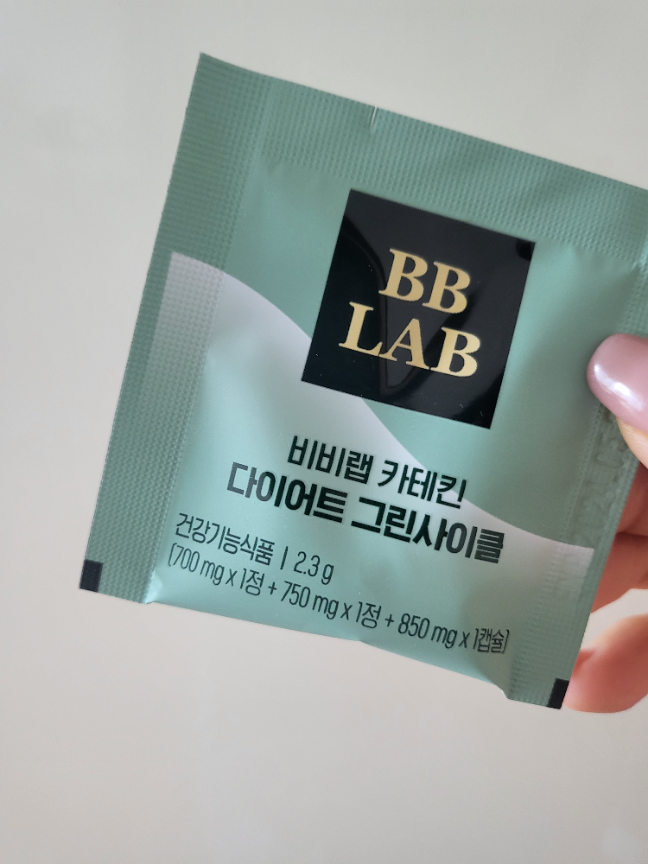 BB
LAB
비비랩 카테킨
다이어트 그린사이클
건강기능식품 | 2.3 g
(700 mg x 1정 + 750 mg x 1정 + 850 mg x 1캡슐)